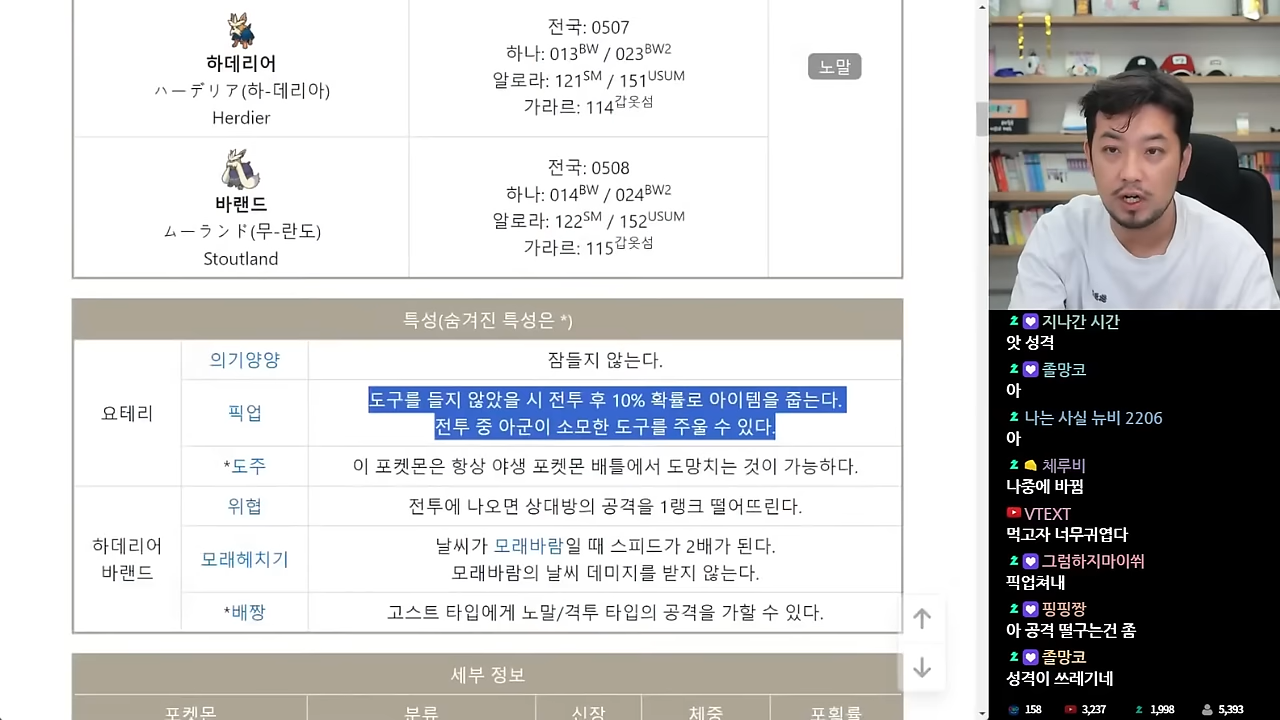 하데리어
ハーデリア(하-데리아)
Herdier
전국: 0507
하나: 013BW / 023BW2
알로라: 121SM / 151USUM
가라르: 114갑옷섬
노말
바랜드
ムーランド(무-란도)
Stoutland
전국: 0508
하나: 014BW / 024BW2
알로라: 122SM / 152USUM
가라르: 115갑옷섬
특성(숨겨진 특성은 *)
요테리
의기양양
잠들지 않는다.
픽업
도구를 들지 않았을 시 전투 후 10% 확률로 아이템을 줍는다.
전투 중 아군이 소모한 도구를 주울 수 있다.
*도주
이 포켓몬은 항상 야생 포켓몬 배틀에서 도망치는 것이 가능하다.
하데리어
바랜드
위협
전투에 나오면 상대방의 공격을 1랭크 떨어뜨린다.
모래헤치기
날씨가 모래바람일 때 스피드가 2배가 된다.
모래바람의 날씨 데미지를 받지 않는다.
*배짱
고스트 타입에게 노말/격투 타입의 공격을 가할 수 있다.
세부 정보
포켓몬
분류
신장
체중
포획률
지나간 시간
앗 성격
졸망코
아
나는 사실 뉴비 2206
아
체루비
나중에 바뀜
VTEXT
먹고자 너무귀엽다
그럼하지마이쒸
픽업쳐내
핑핑짱
아 공격 떨구는건 좀
졸망코
성격이 쓰레기네
158
3,237
1,998
5,393